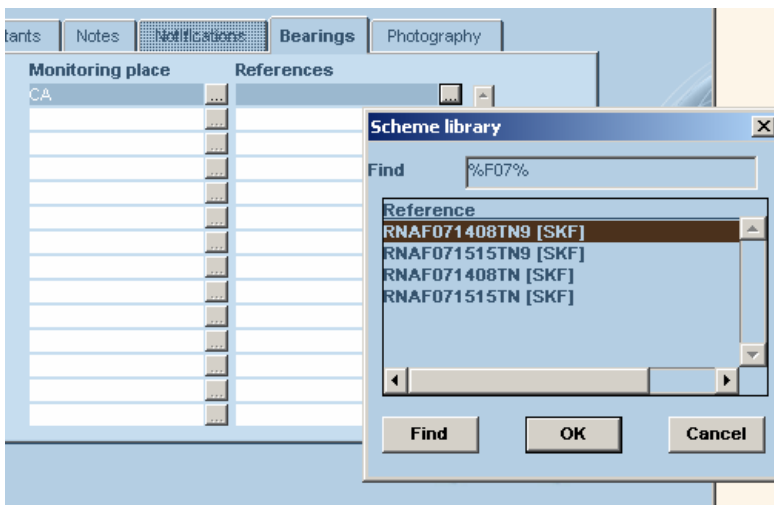 tants Notes Notifications Bearings Photography
Monitoring place References
CA
Scheme library
Find %F07%
Reference
RNAF071408TN9 [SKF]
RNAF071515TN9 [SKF]
RNAF071408TN [SKF]
RNAF071515TN [SKF]
Find OK Cancel